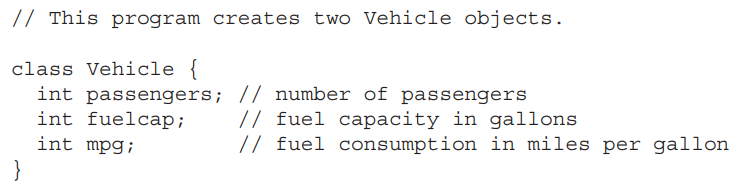 // This program creates two Vehicle objects.
class Vehicle {
int passengers; // number of passengers
int fuelcap; // fuel capacity in gallons
int mpg; // fuel consumption in miles per gallon
}